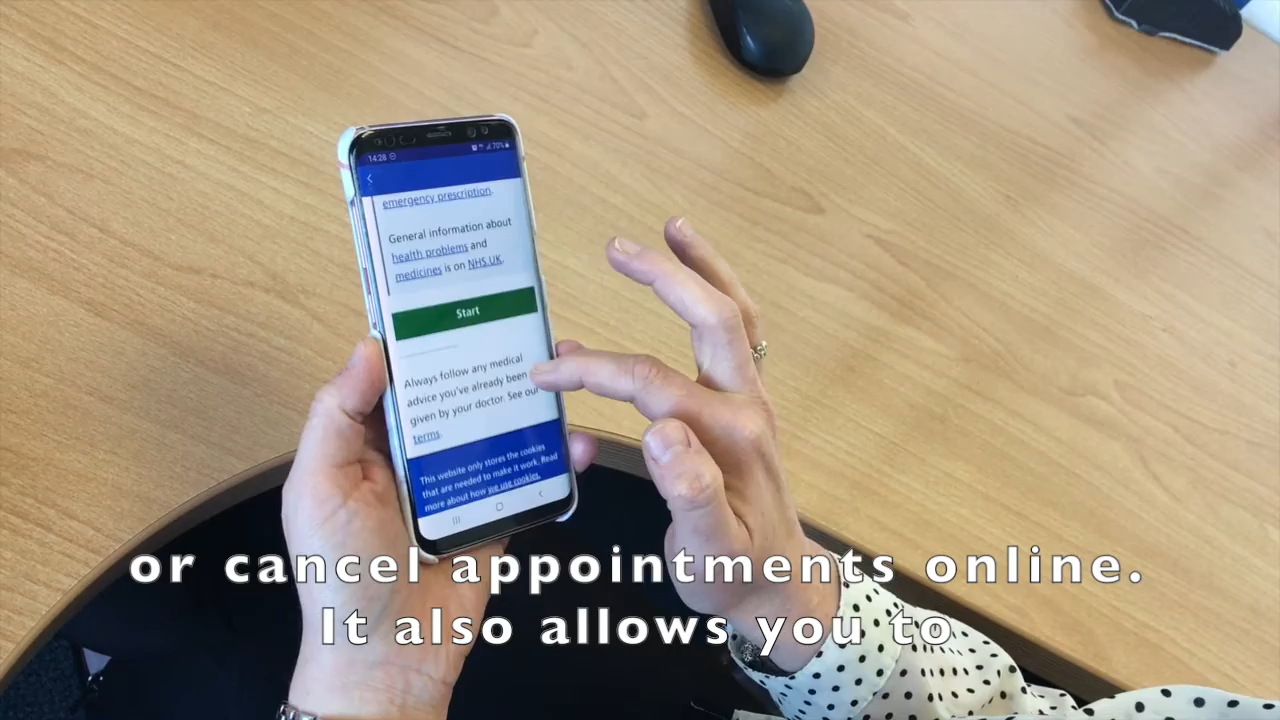 14:28
70%
emergency prescription.
General information about
health problems and
medicines is on NHS.UK.
Start
Always follow any medical
advice you've already been
given by your doctor. See our
terms.
This website only stores the cookies
that are needed to make it work. Read
more about how we use cookies.
or cancel appointments online.
It also allows you to